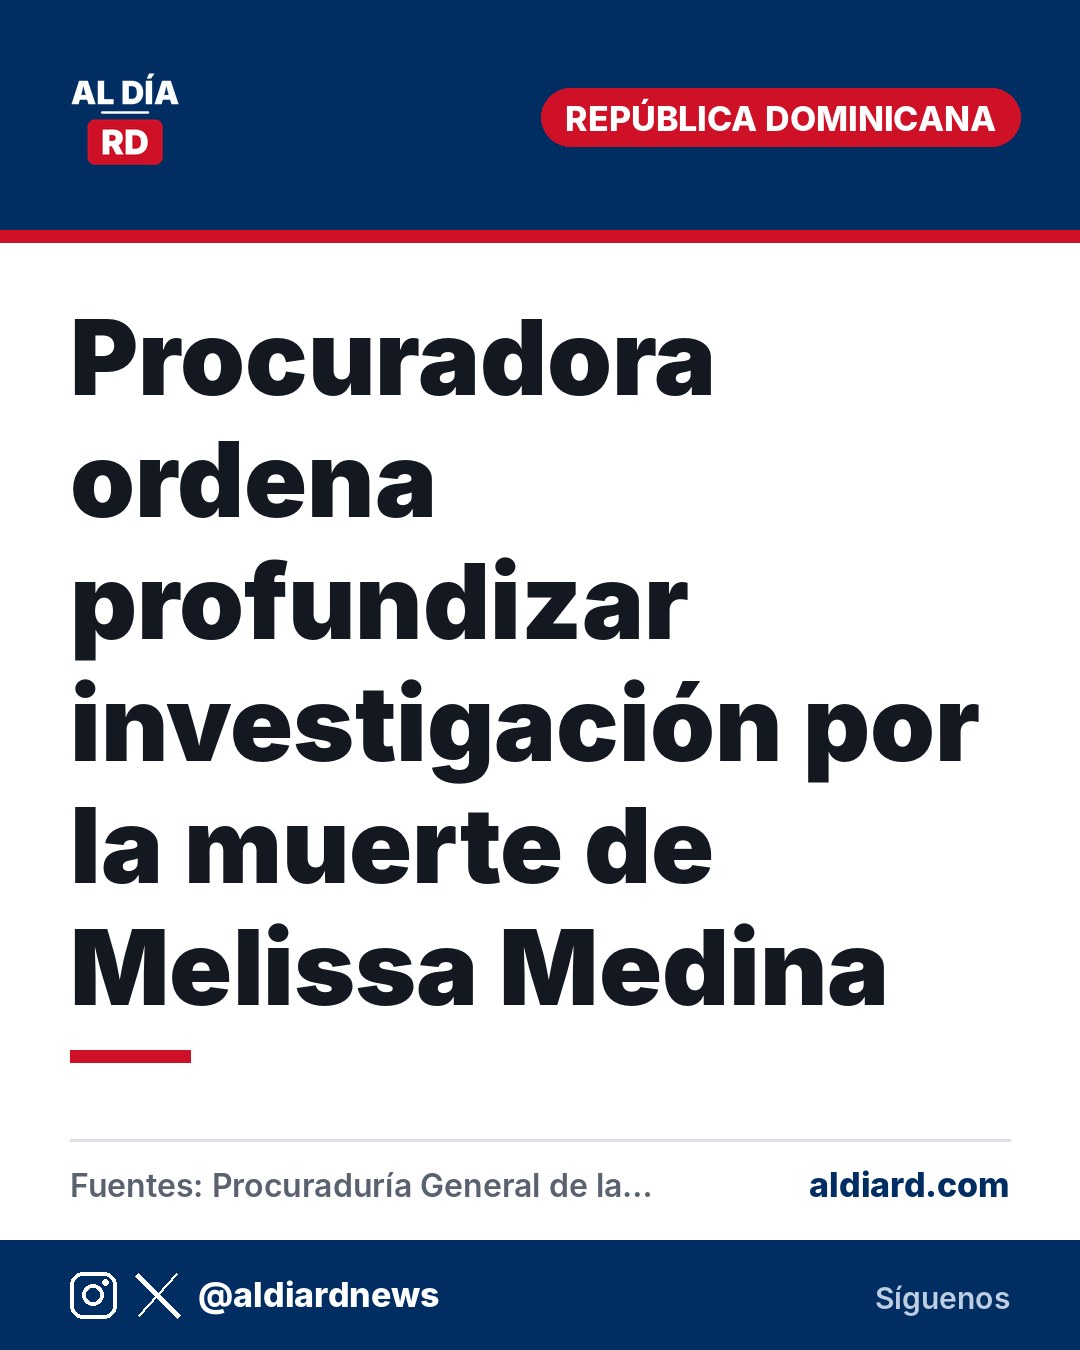 AL DÍA
RD
REPÚBLICA DOMINICANA
Procuradora
ordena
profundizar
investigación por
la muerte de
Melissa Medina
Fuentes: Procuraduría General de la...
aldiard.com
@aldiardnews
Síguenos